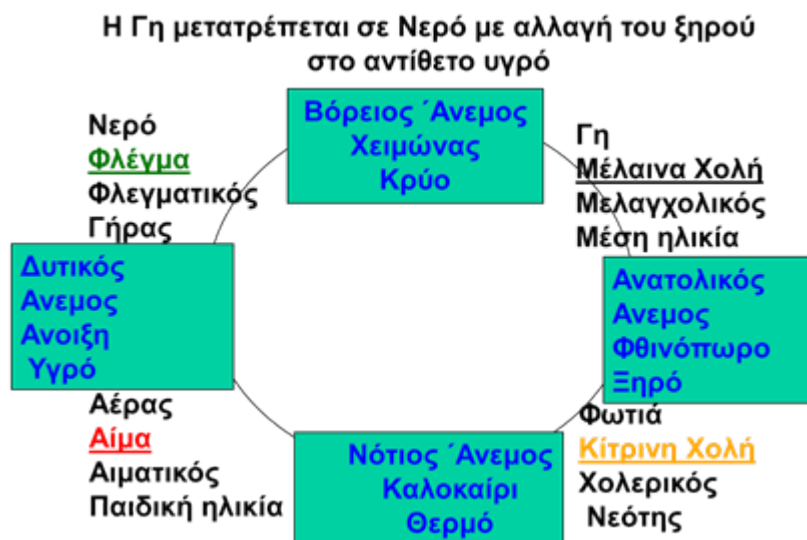 Η Γη μετατρέπεται σε Νερό με αλλαγή του ξηρού
στο αντίθετο υγρό
Βόρειος ΄Ανεμος
Χειμώνας
Κρύο
Νερό
Φλέγμα
Φλεγματικός
Γήρας
Γη
Μέλαινα Χολή
Μελαγχολικός
Μέση ηλικία
Δυτικός
Ανεμος
Ανοιξη
Υγρό
Ανατολικός
Ανεμος
Φθινόπωρο
Ξηρό
Αέρας
Αίμα
Αιματικός
Παιδική ηλικία
Νότιος ΄Ανεμος
Καλοκαίρι
Θερμό
Φωτιά
Κίτρινη Χολή
Χολερικός
Νεότης